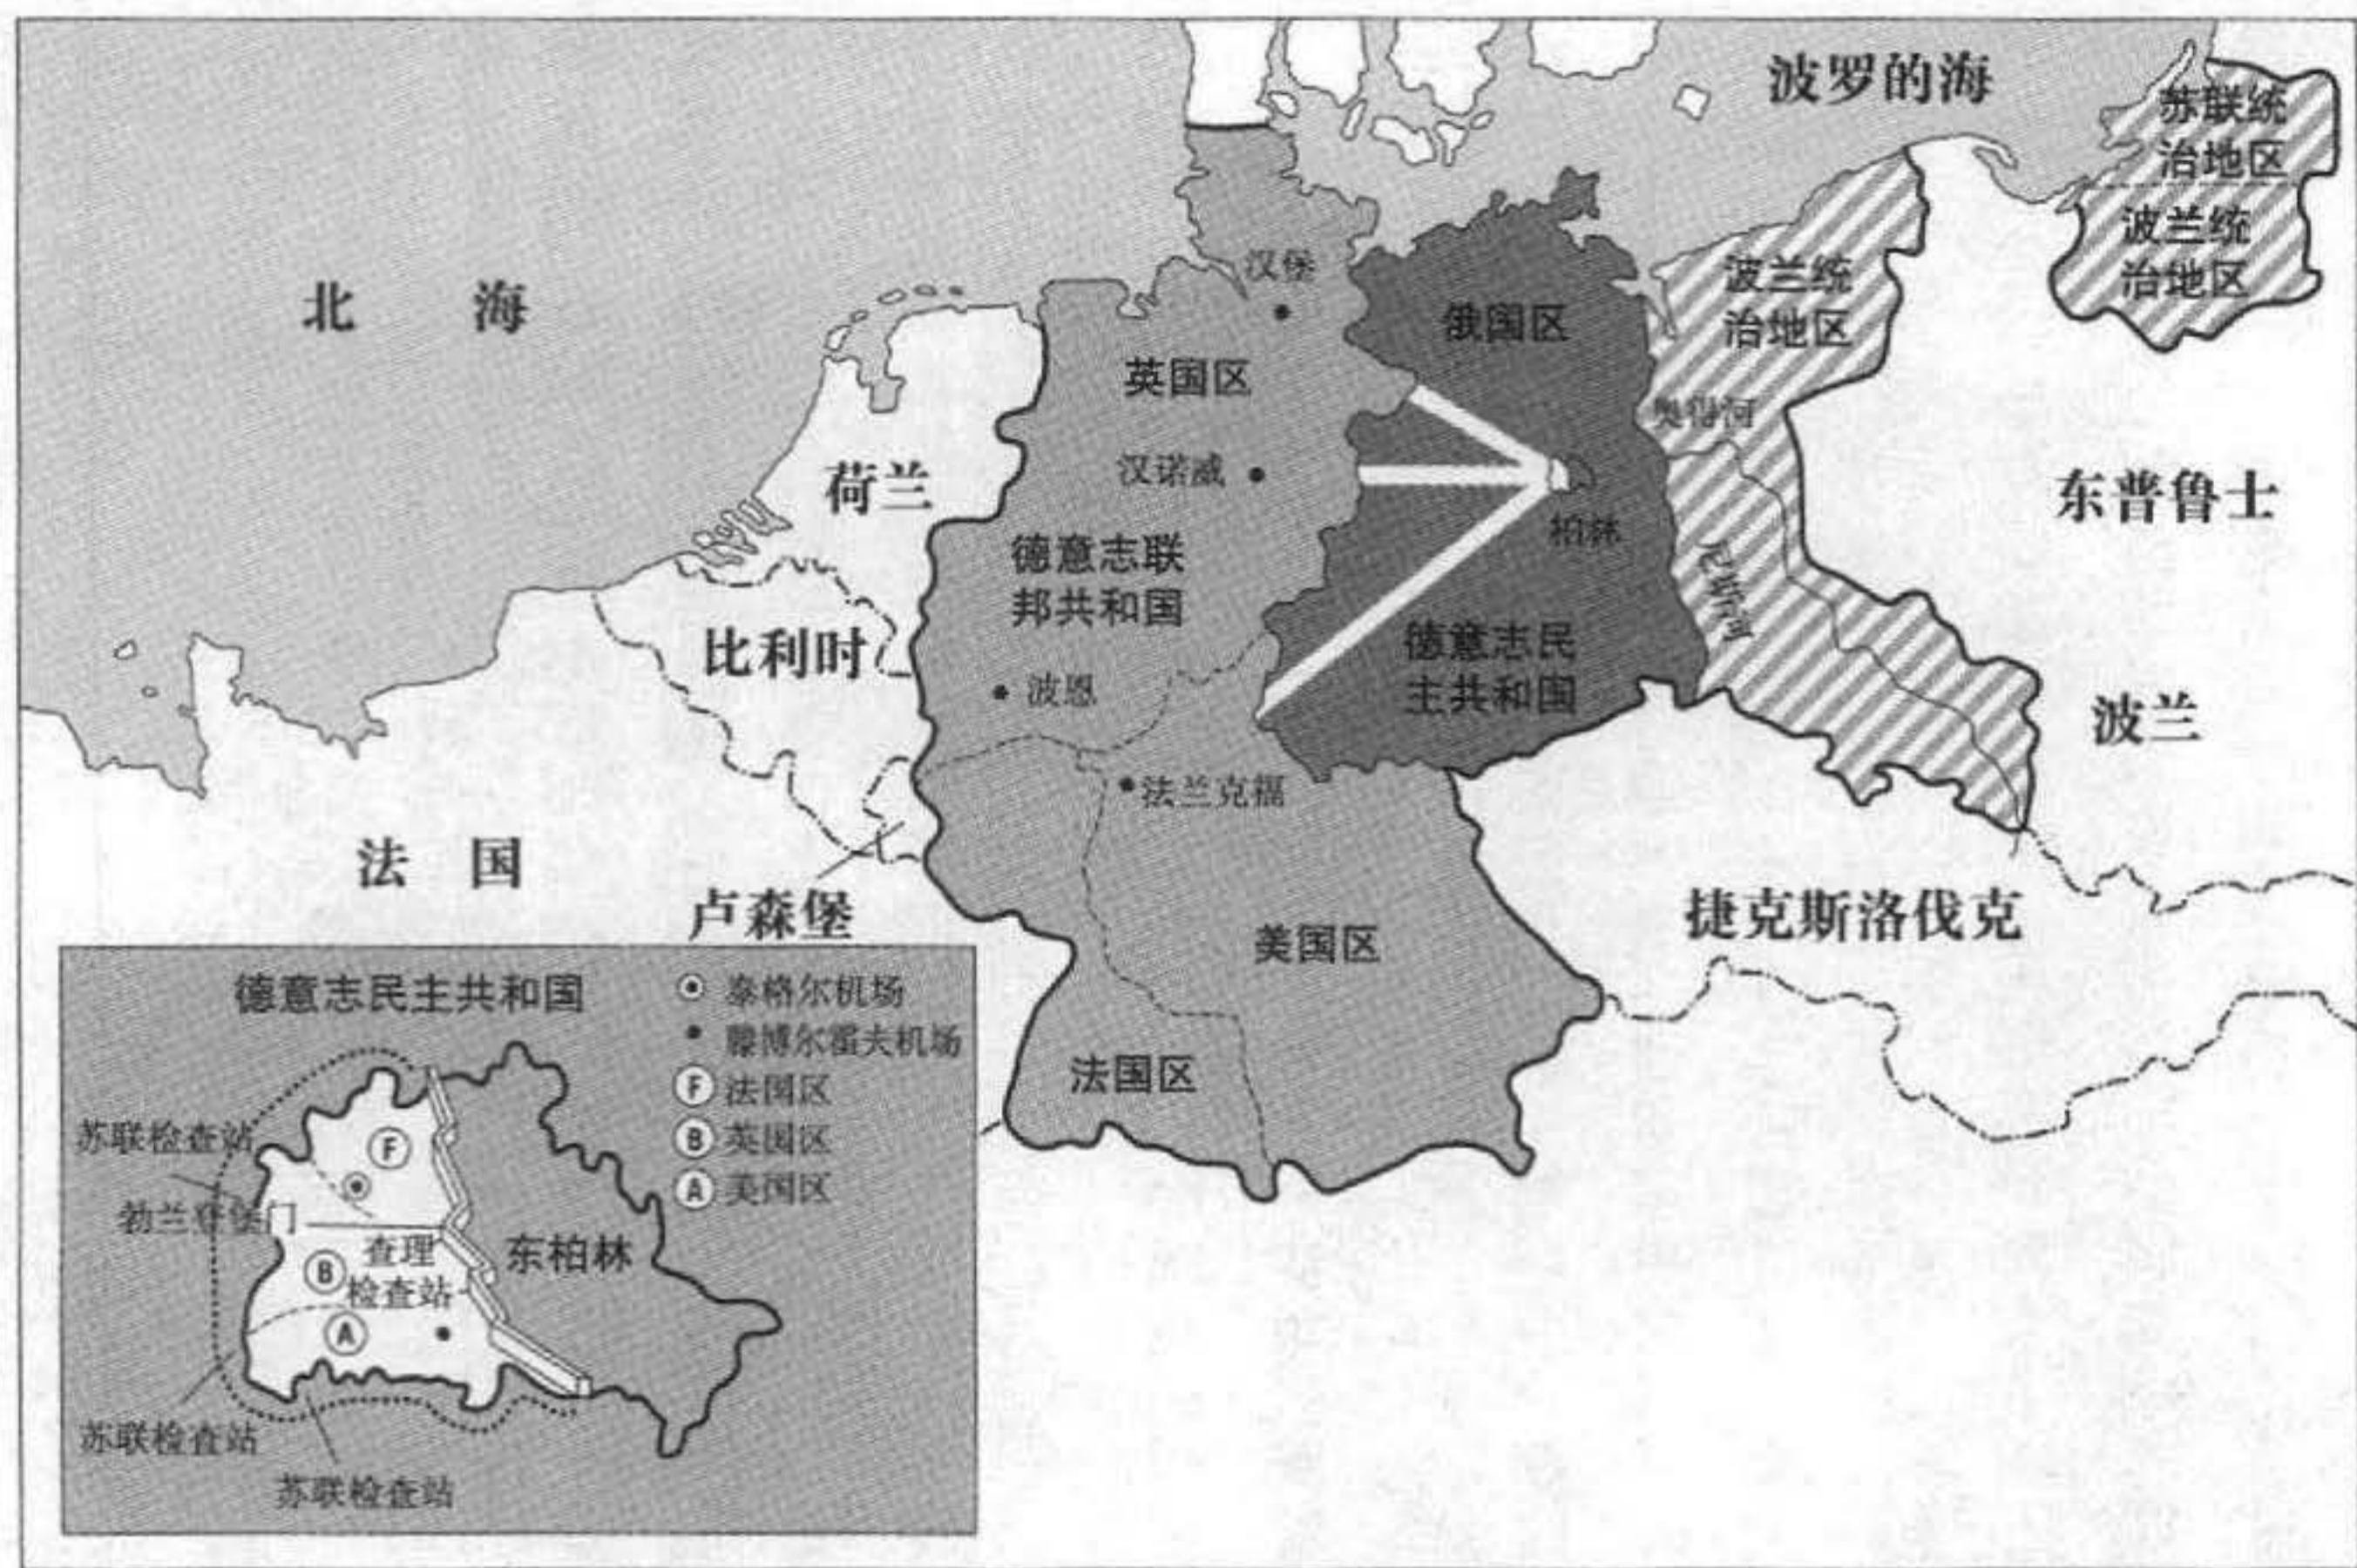 波罗的海
苏联统
治地区
波兰统
治地区
波兰统
治地区
北 海
汉堡
俄国区
英国区
奥得河
荷兰
汉诺威
柏林
东普鲁士
德意志联
邦共和国
尼斯河
比利时
德意志民
主共和国
波恩
波兰
法兰克福
法 国
卢森堡
捷克斯洛伐克
美国区
法国区
德意志民主共和国
泰格尔机场
滕博尔霍夫机场
F 法国区
B 英国区
A 美国区
苏联检查站
F
勃兰登堡门
查理
检查站
B
东柏林
A
苏联检查站
苏联检查站